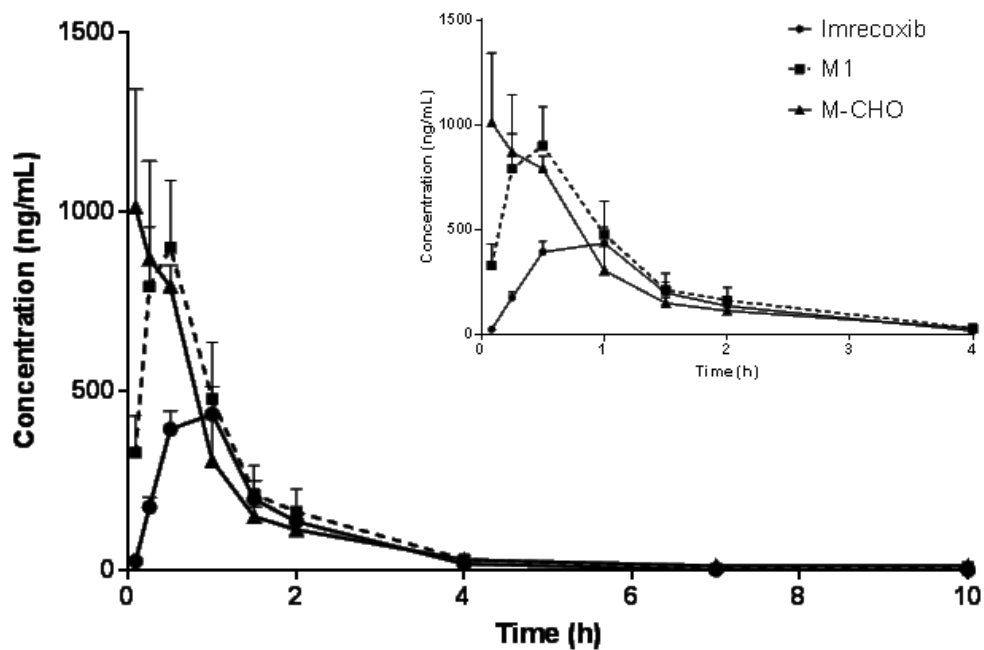 1500
1000
500
0
Concentration (ng/mL)
0
2
4
6
8
10
Time (h)
1500
1000
500
0
Concentration (ng/mL)
0
1
2
3
4
Time (h)
Imrecoxib
M1
M-CHO